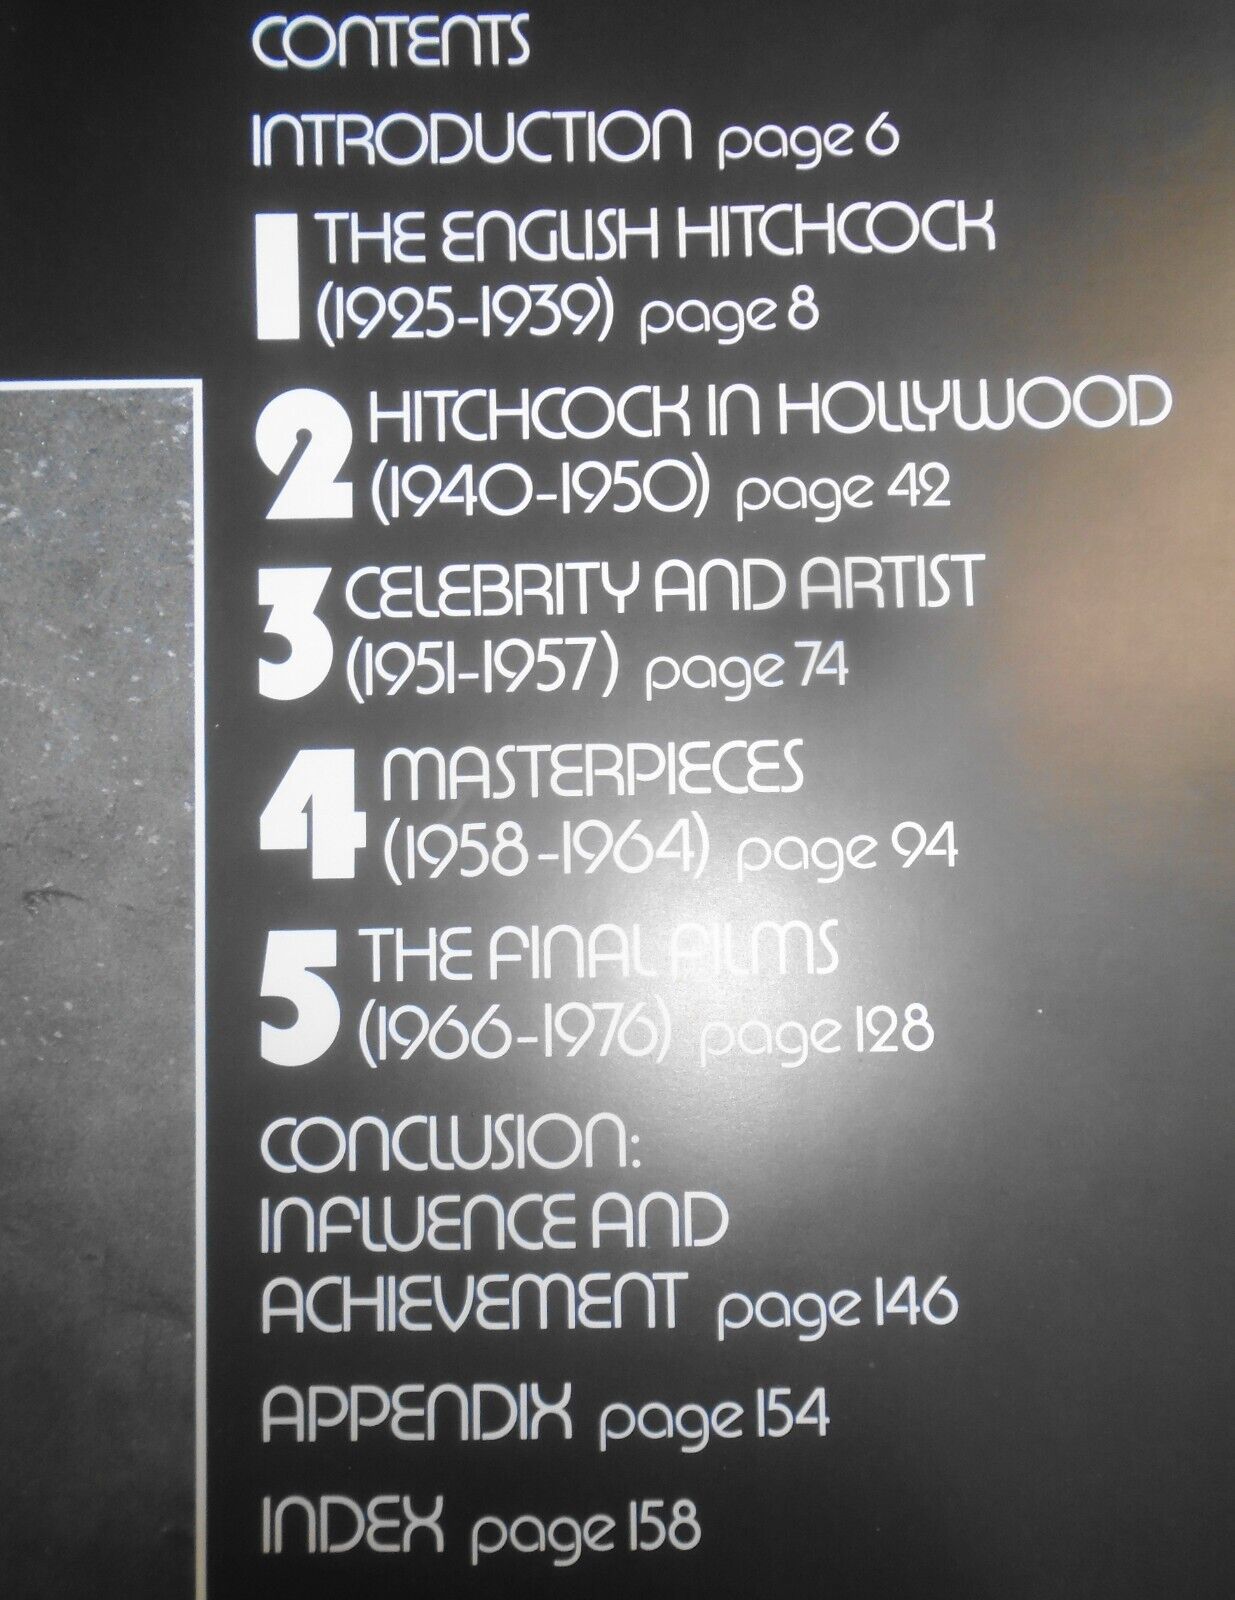 CONTENTS
INTRODUCTION page 6
1 THE ENGLISH HITCHCOCK
(1925-1939) page 8
2 HITCHCOCK IN HOLLYWOOD
(1940-1950) page 42
3 CELEBRITY AND ARTIST
(1951-1957) page 74
4 MASTERPIECES
(1958-1964) page 94
5 THE FINAL FILMS
(1966-1976) page 128
CONCLUSION:
INFLUENCE AND
ACHIEVEMENT page 146
APPENDIX page 154
INDEX page 158